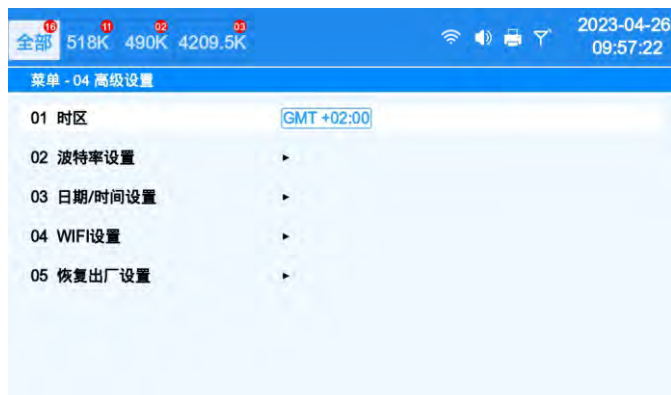 16 11 02 03
全部 518K 490K 4209.5K
2023-04-26
09:57:22
菜单 - 04 高级设置
01 时区 GMT +02:00
02 波特率设置 ►
03 日期/时间设置 ►
04 WIFI设置 ►
05 恢复出厂设置 ►